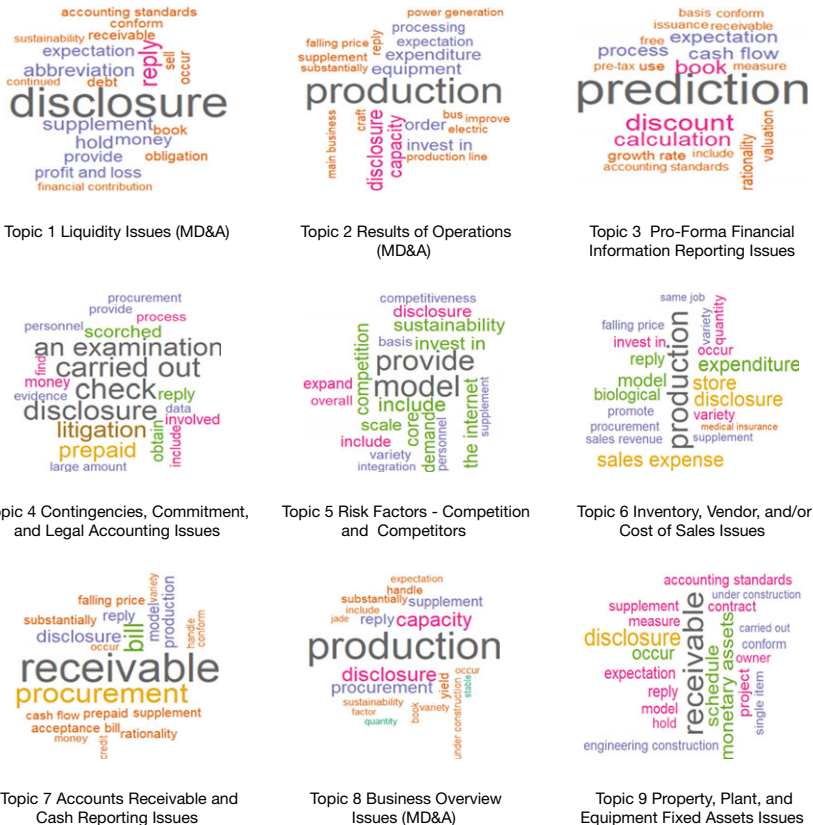 accounting standards
conform
sustainability receivable
expectation
reply
sell
occur
abbreviation
continued debt
disclosure
supplement book
hold money
provide obligation
profit and loss
financial contribution
Topic 1 Liquidity Issues (MD&A)
power generation
processing
falling price reply expectation
supplement expenditure
substantially equipment
production
main business
craft
disclosure
capacity
order
bus improve
electric
invest in
production line
Topic 2 Results of Operations
(MD&A)
basis conform
issuance receivable
free expectation
process cash flow
pre-tax use book measure
prediction
discount
calculation
growth rate include
accounting standards
rationality
valuation
Topic 3 Pro-Forma Financial
Information Reporting Issues
procurement
provide
process
personnel scorched
an examination
find
carried out
money check reply
evidence
disclosure data
involved
litigation
obtain
include
prepaid
large amount
pic 4 Contingencies, Commitment,
and Legal Accounting Issues
competitiveness
disclosure
sustainability
competition
basis invest in
provide
expand model
overall include
scale
core
demand
personnel
the internet
supplement
include
variety
integration
Topic 5 Risk Factors - Competition
and Competitors
same job
falling price
production
variety
quantity
invest in
occur
reply expenditure
model store
biological disclosure
promote variety
procurement medical insurance
sales revenue supplement
sales expense
Topic 6 Inventory, Vendor, and/or
Cost of Sales Issues
falling price
substantially reply
bill
model
variety
production
disclosure
occur
handle
conform
receivable
procurement
cash flow prepaid supplement
acceptance bill rationality
money
credit
Topic 7 Accounts Receivable and
Cash Reporting Issues
expectation
handle
substantially supplement
include
jade reply capacity
production
disclosure occur
procurement yield
stable
sustainability
factor
book
variety
under construction
quantity
Topic 8 Business Overview
Issues (MD&A)
accounting standards
under construction
supplement receivable contract
measure
disclosure
schedule
monetary assets
carried out
occur conform
owner
expectation
project
single item
reply
model
hold
engineering construction
Topic 9 Property, Plant, and
Equipment Fixed Assets Issues